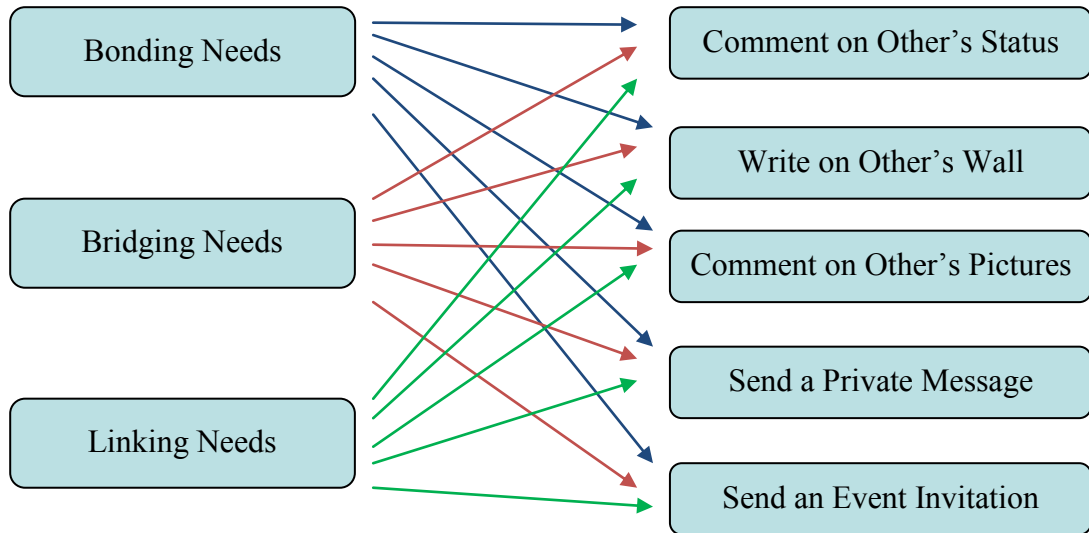 Bonding Needs
Bridging Needs
Linking Needs
Comment on Other’s Status
Write on Other’s Wall
Comment on Other’s Pictures
Send a Private Message
Send an Event Invitation